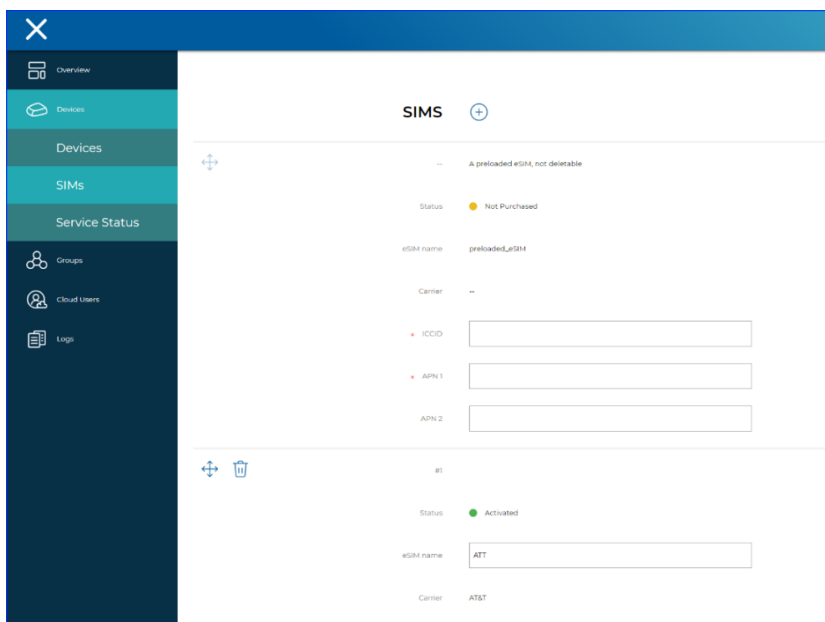 Overview
Devices
Devices
SIMs
Service Status
Groups
Cloud Users
Logs
SIMS
-- A preloaded eSIM, not deletable
Status Not Purchased
eSIM name preloaded_eSIM
Carrier --
* ICCID
* APN 1
APN 2
#1
Status Activated
eSIM name ATT
Carrier AT&T